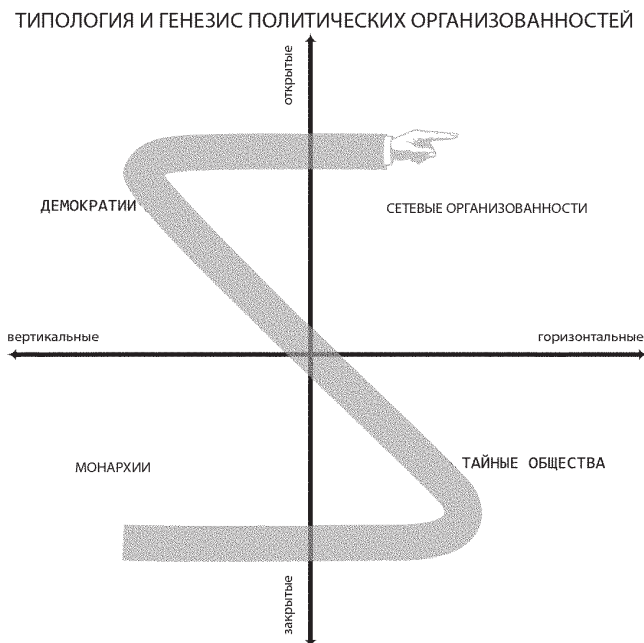 ТИПОЛОГИЯ И ГЕНЕЗИС ПОЛИТИЧЕСКИХ ОРГАНИЗОВАННОСТЕЙ
открытые
ДЕМОКРАТИИ
СЕТЕВЫЕ ОРГАНИЗОВАННОСТИ
вертикальные
горизонтальные
МОНАРХИИ
ТАЙНЫЕ ОБЩЕСТВА
закрытые